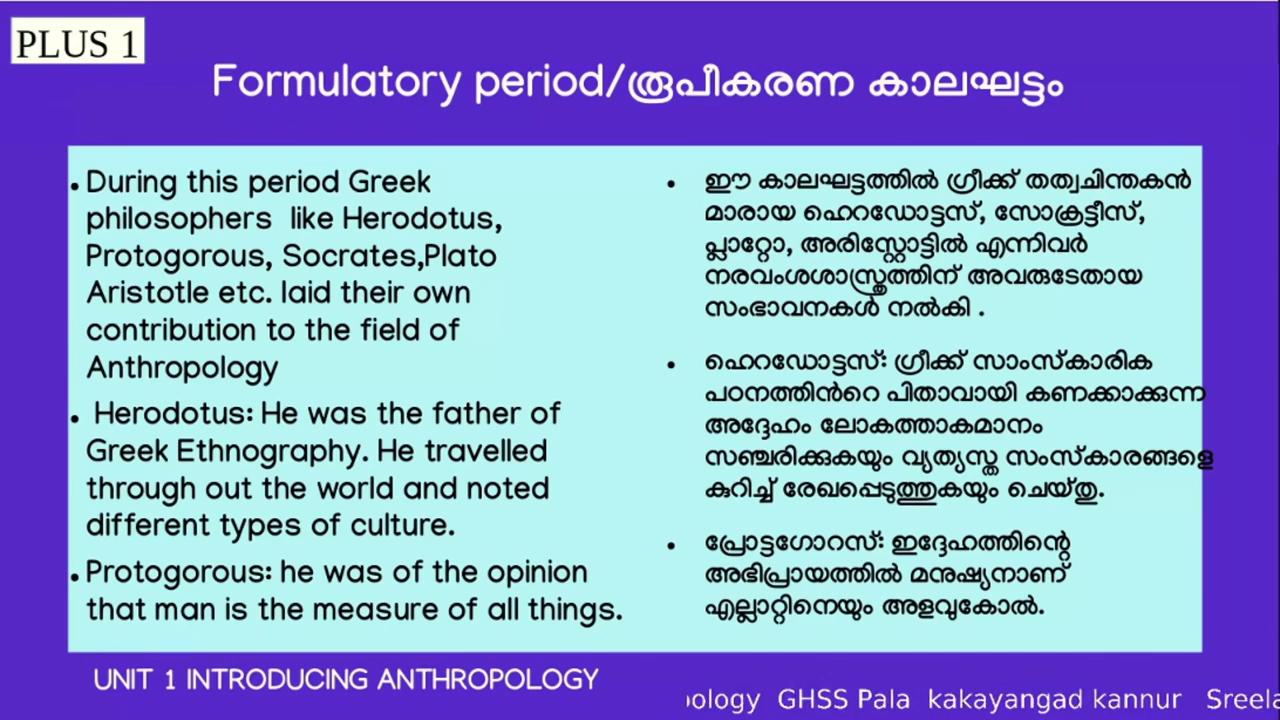 PLUS 1
Formulatory period/രൂപീകരണ കാലഘട്ടം
• During this period Greek
philosophers like Herodotus,
Protogorous, Socrates,Plato
Aristotle etc. laid their own
contribution to the field of
Anthropology
• Herodotus: He was the father of
Greek Ethnography. He travelled
through out the world and noted
different types of culture.
• Protogorous: he was of the opinion
that man is the measure of all things.
• ഈ കാലഘട്ടത്തിൽ ഗ്രീക്ക് തത്വചിന്തകൻ
മാരായ ഹെറഡോട്ടസ്, സോക്രട്ടീസ്,
പ്ലാറ്റോ, അരിസ്റ്റോട്ടിൽ എന്നിവർ
നരവംശശാസ്ത്രത്തിന് അവരുടേതായ
സംഭാവനകൾ നൽകി .
• ഹെറഡോട്ടസ്: ഗ്രീക്ക് സാംസ്കാരിക
പഠനത്തിൻറെ പിതാവായി കണക്കാക്കുന്ന
അദ്ദേഹം ലോകത്താകമാനം
സഞ്ചരിക്കുകയും വ്യത്യസ്ത സംസ്കാരങ്ങളെ
കുറിച്ച് രേഖപ്പെടുത്തുകയും ചെയ്തു.
• പ്രോട്ടഗോറസ്: ഇദ്ദേഹത്തിന്റെ
അഭിപ്രായത്തിൽ മനുഷ്യനാണ്
എല്ലാറ്റിനെയും അളവുകോൽ.
UNIT 1 INTRODUCING ANTHROPOLOGY
ology GHSS Pala kakayangad kannur Sreela